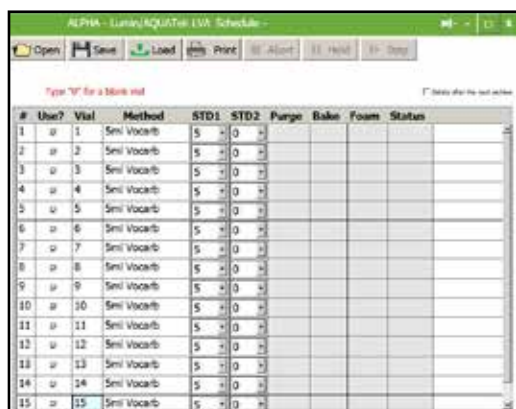 ALPHA - Lumin/AQUATek LVA Schedule -
Open Save Load Print Abort Hold Step
Type "0" for a blank vial
Delete after the next
# Use? Vial Method STD1 STD2 Purge Bake Foam Status
1 1 5ml Vocarb 5 0
2 2 5ml Vocarb 5 0
3 3 5ml Vocarb 5 0
4 4 5ml Vocarb 5 0
5 5 5ml Vocarb 5 0
6 6 5ml Vocarb 5 0
7 7 5ml Vocarb 5 0
8 8 5ml Vocarb 5 0
9 9 5ml Vocarb 5 0
10 10 5ml Vocarb 5 0
11 11 5ml Vocarb 5 0
12 12 5ml Vocarb 5 0
13 13 5ml Vocarb 5 0
14 14 5ml Vocarb 5 0
15 15 5ml Vocarb 5 0